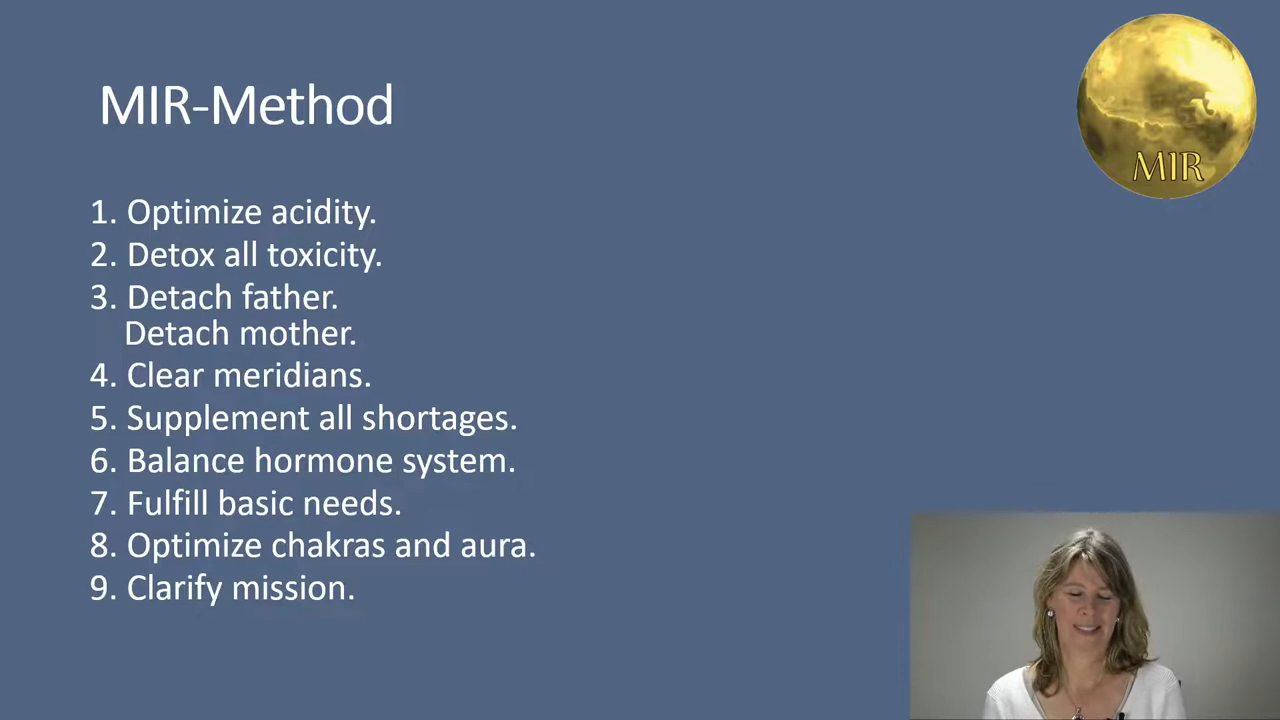 MIR-Method
MIR
1. Optimize acidity.
2. Detox all toxicity.
3. Detach father.
Detach mother.
4. Clear meridians.
5. Supplement all shortages.
6. Balance hormone system.
7. Fulfill basic needs.
8. Optimize chakras and aura.
9. Clarify mission.